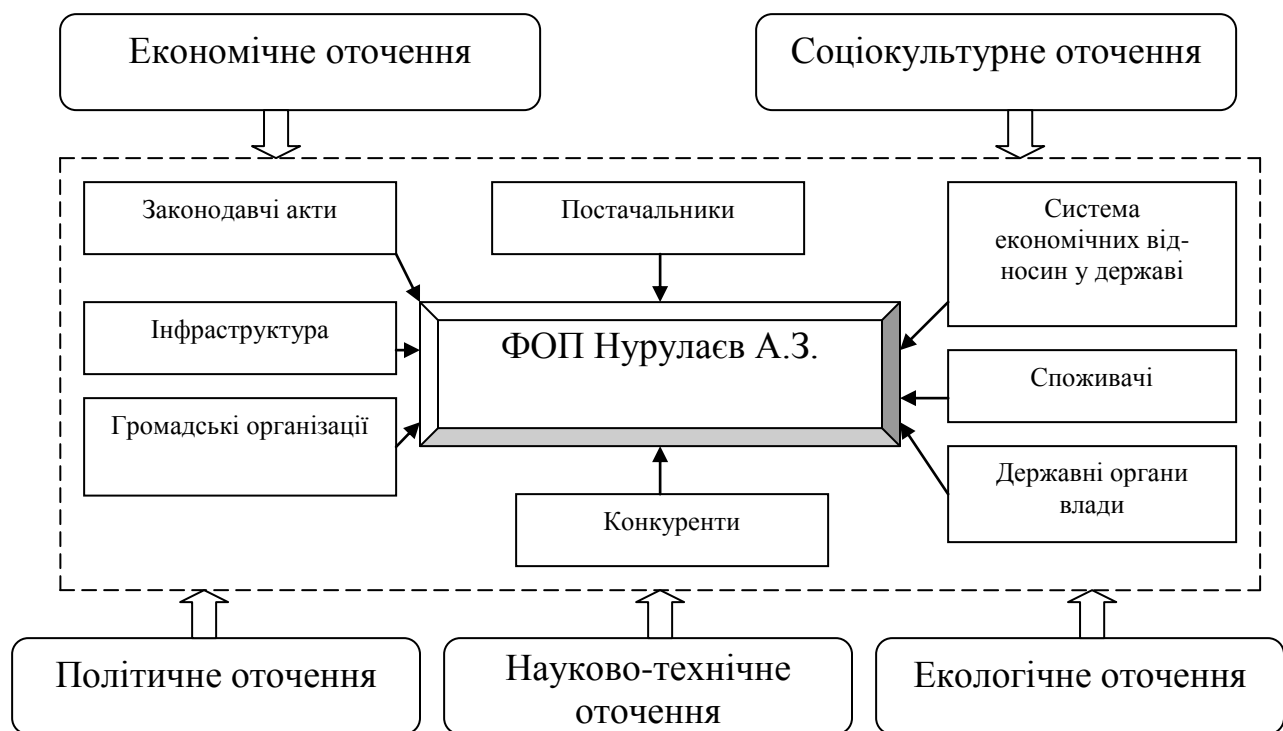 Економічне оточення
Соціокультурне оточення
Законодавчі акти
Постачальники
Система
економічних від-
носин у державі
Інфраструктура
ФОП Нурулаєв А.З.
Споживачі
Громадські організації
Конкуренти
Державні органи
влади
Політичне оточення
Науково-технічне
оточення
Екологічне оточення